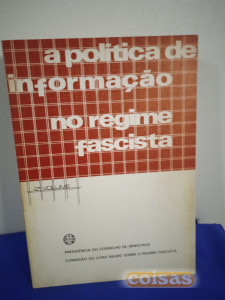 a política de
informação
no regime
fascista
2º VOLUME
PRESIDÊNCIA DO CONSELHO DE MINISTROS
COMISSÃO DO LIVRO NEGRO SOBRE O REGIME FASCISTA
coisas